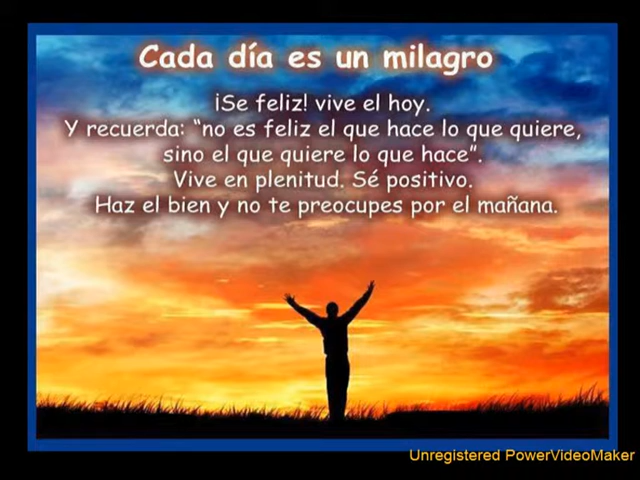 Cada día es un milagro
¡Se feliz! vive el hoy.
Y recuerda: “no es feliz el que hace lo que quiere,
sino el que quiere lo que hace”.
Vive en plenitud. Sé positivo.
Haz el bien y no te preocupes por el mañana.
Unregistered PowerVideoMaker